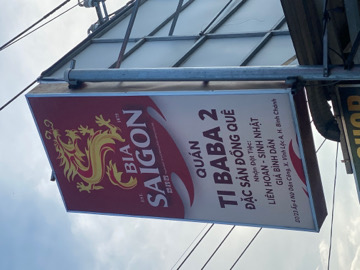 BIA
SAIGON
QUÁN
TI BABA 2
ĐẶC SẢN ĐỒNG QUÊ
NHẬN ĐẶT TIỆC:
LIÊN HOAN - SINH NHẬT
GIÁ BÌNH DÂN